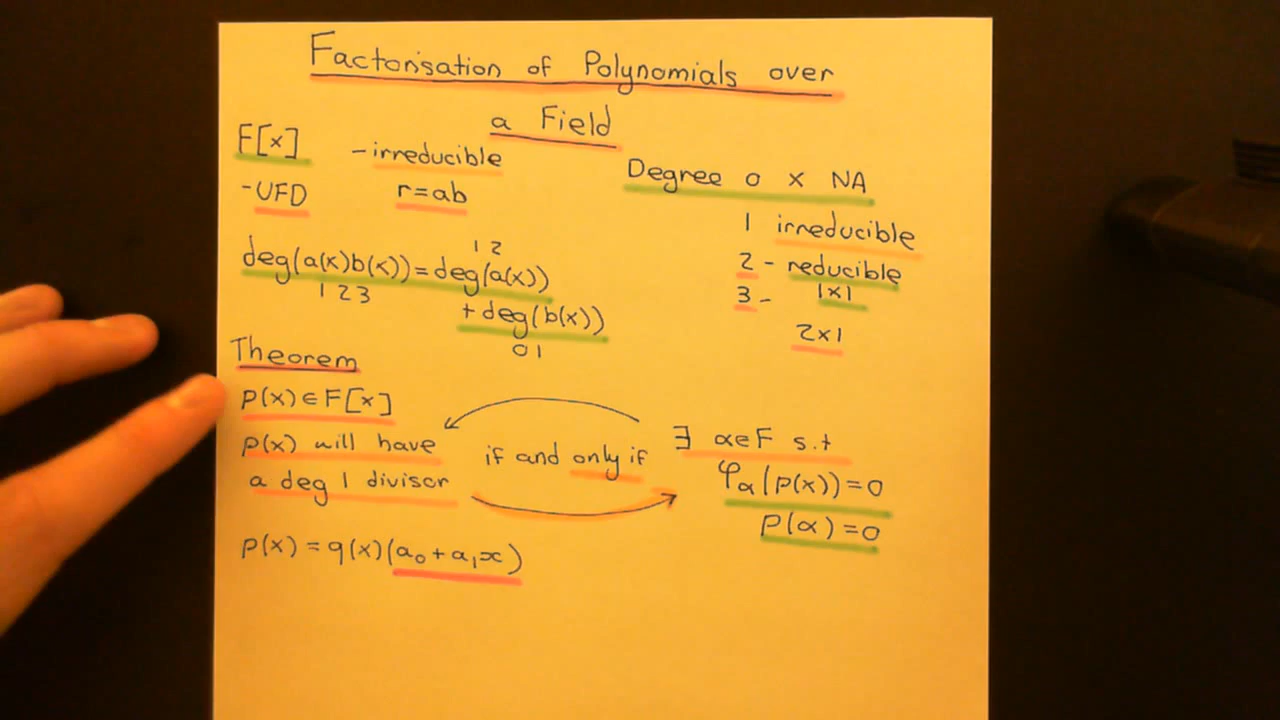 Factorisation of Polynomials over
a Field
F[x]
- irreducible
- UFD
r=ab
Degree 0 x NA
1 irreducible
2 - reducible
3 - 1x1
2x1
1 2
deg(a(x)b(x)) = deg(a(x))
1 2 3
+ deg(b(x))
0 1
Theorem
p(x) ∈ F[x]
p(x) will have
a deg 1 divisor
if and only if
∃ α∈F s.t
φα(p(x)) = 0
p(α) = 0
p(x) = q(x)(a₀ + a₁x)